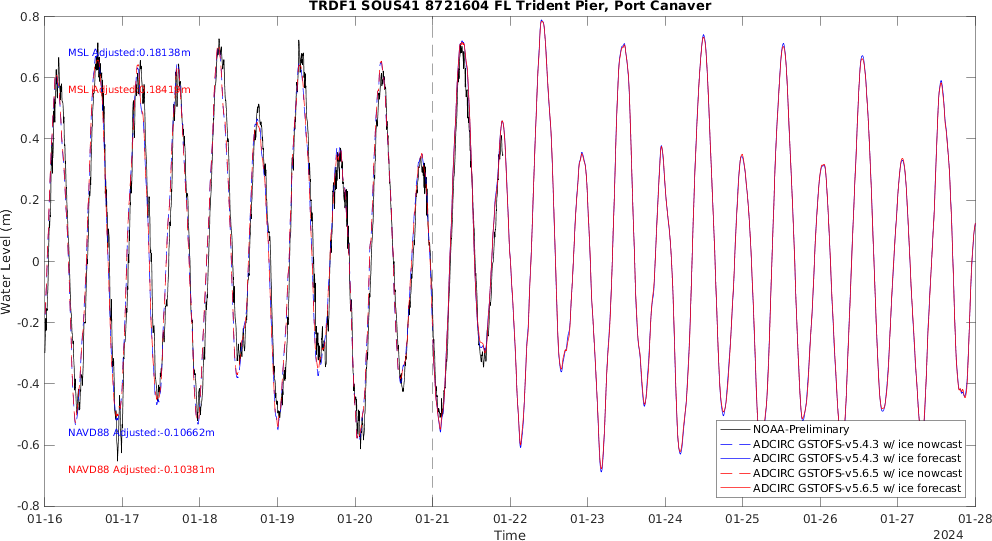 TRDF1 SOUS41 8721604 FL Trident Pier, Port Canaver
0.8
0.6
0.4
0.2
0
-0.2
-0.4
-0.6
-0.8
Water Level (m)
MSL Adjusted:0.18138m
MSL Adjusted:0.1841 m
NAVD88 Adjusted:-0.10662m
NAVD88 Adjusted:-0.10381m
NOAA-Preliminary
ADCIRC GSTOFS-v5.4.3 w/ ice nowcast
ADCIRC GSTOFS-v5.4.3 w/ ice forecast
ADCIRC GSTOFS-v5.6.5 w/ ice nowcast
ADCIRC GSTOFS-v5.6.5 w/ ice forecast
01-16 01-17 01-18 01-19 01-20 01-21 01-22 01-23 01-24 01-25 01-26 01-27 01-28
Time
2024